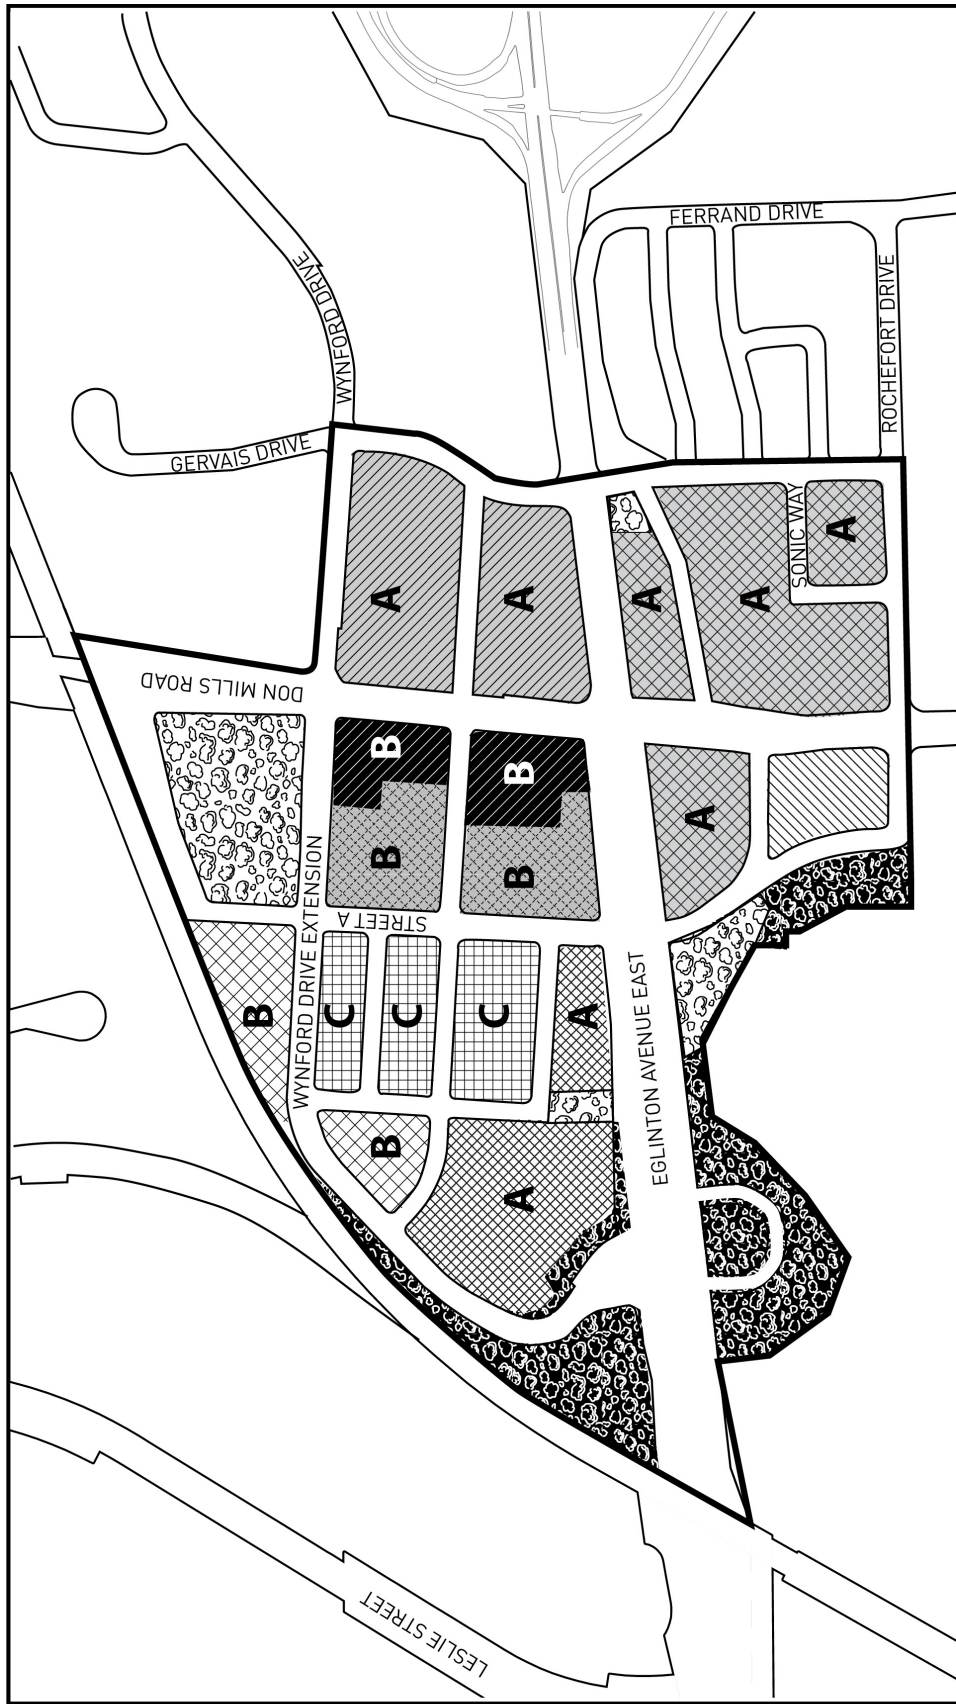 FERRAND DRIVE
WYNFORD DRIVE
ROCHEFORT DRIVE
GERVAIS DRIVE
SONIC WAY
A
A
A
A
A
DON MILLS ROAD
B
B
A
B
B
STREET A
WYNFORD DRIVE EXTENSION
B
C
C
C
A
EGLINTON AVENUE EAST
B
A
LESLIE STREET